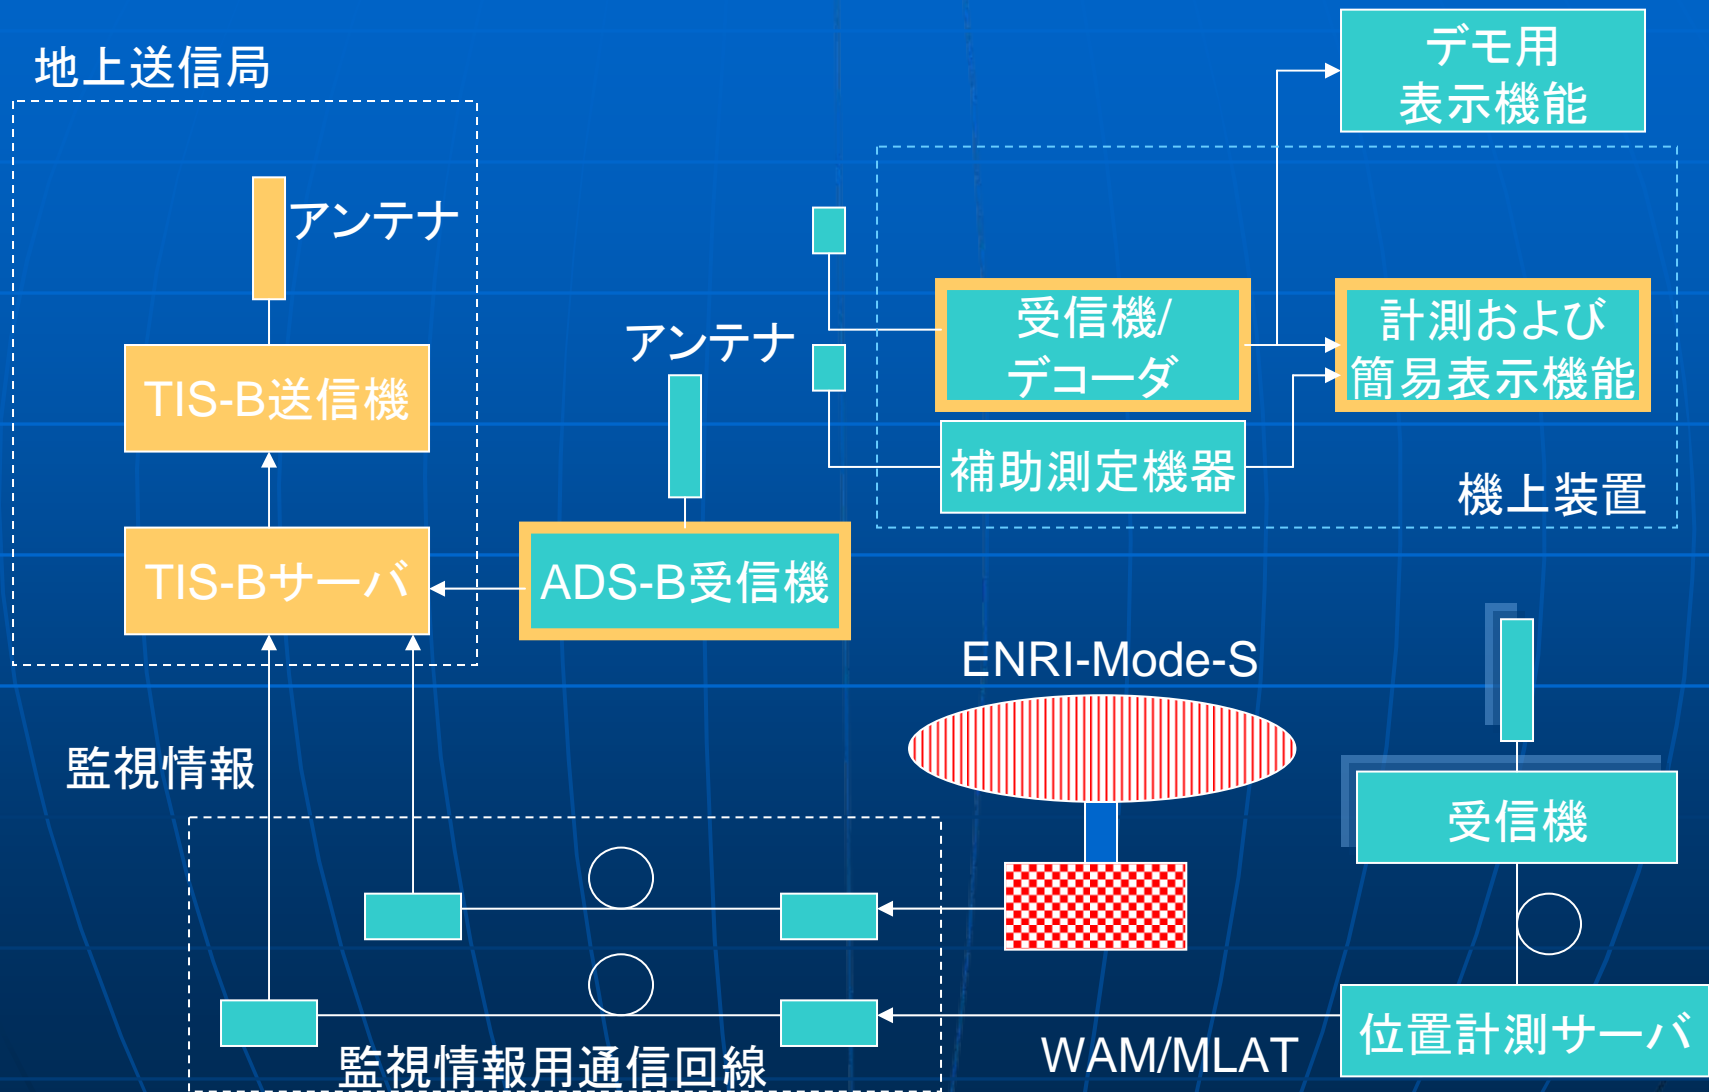 地上送信局
デモ用
表示機能
アンテナ
受信機/
デコーダ
計測および
簡易表示機能
アンテナ
TIS-B送信機
補助測定機器
機上装置
TIS-Bサーバ
ADS-B受信機
ENRI-Mode-S
監視情報
受信機
位置計測サーバ
WAM/MLAT
監視情報用通信回線